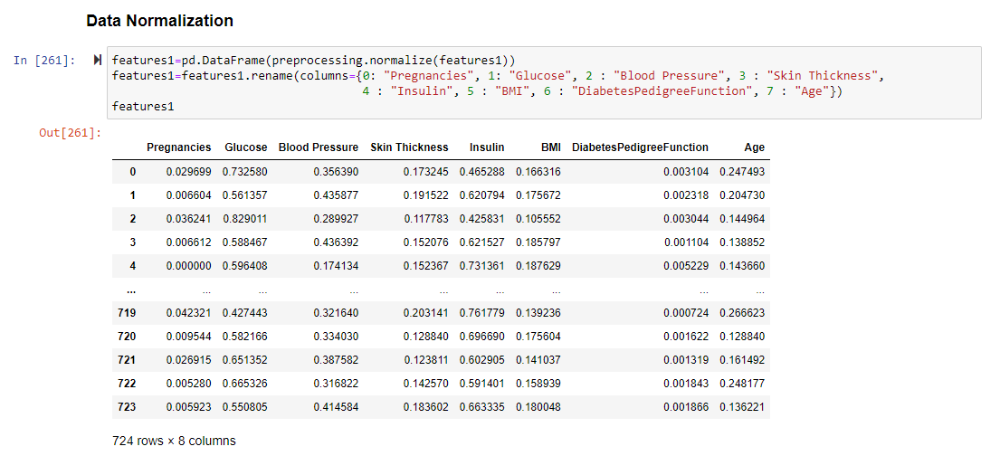 Data Normalization
In [261]:
features1=pd.DataFrame(preprocessing.normalize(features1))
features1=features1.rename(columns={0: "Pregnancies", 1: "Glucose", 2 : "Blood Pressure", 3 : "Skin Thickness",
4 : "Insulin", 5 : "BMI", 6 : "DiabetesPedigreeFunction", 7 : "Age"})
features1
Out[261]:
Pregnancies Glucose Blood Pressure Skin Thickness Insulin BMI DiabetesPedigreeFunction Age
0 0.029699 0.732580 0.356390 0.173245 0.465288 0.166316 0.003104 0.247493
1 0.006604 0.561357 0.435877 0.191522 0.620794 0.175672 0.002318 0.204730
2 0.036241 0.829011 0.289927 0.117783 0.425831 0.105552 0.003044 0.144964
3 0.006612 0.588467 0.436392 0.152076 0.621527 0.185797 0.001104 0.138852
4 0.000000 0.596408 0.174134 0.152367 0.731361 0.187629 0.005229 0.143660
... ... ... ... ... ... ... ... ...
719 0.042321 0.427443 0.321640 0.203141 0.761779 0.139236 0.000724 0.266623
720 0.009544 0.582166 0.334030 0.128840 0.696690 0.175604 0.001622 0.128840
721 0.026915 0.651352 0.387582 0.123811 0.602905 0.141037 0.001319 0.161492
722 0.005280 0.665326 0.316822 0.142570 0.591401 0.158939 0.001843 0.248177
723 0.005923 0.550805 0.414584 0.183602 0.663335 0.180048 0.001866 0.136221
724 rows × 8 columns